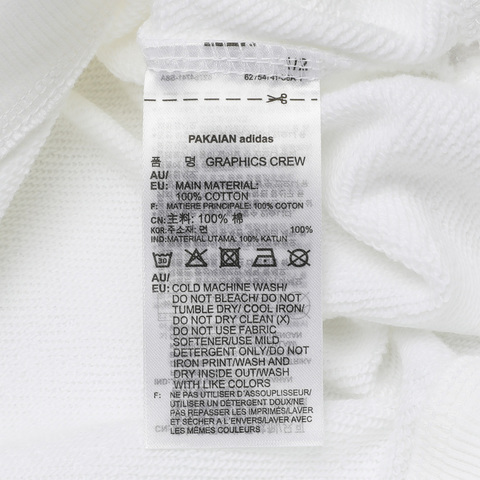 PAKAIAN adidas
품 명 GRAPHICS CREW
AU/
EU: MAIN MATERIAL:
100% COTTON
F: MATIERE PRINCIPALE: 100% COTON
CN: 主料: 100% 棉
KOR: 주소재: 면 100%
IND: MATERIAL UTAMA: 100% KATUN
30
AU/
EU: COLD MACHINE WASH/
DO NOT BLEACH/ DO NOT
TUMBLE DRY/ COOL IRON/
DO NOT DRY CLEAN (X)
DO NOT USE FABRIC
SOFTENER/USE MILD
DETERGENT ONLY/DO NOT
IRON PRINT/WASH AND
DRY INSIDE OUT/WASH
WITH LIKE COLORS
F: NE PAS UTILISER D'ASSOUPLISSEUR/
UTILISER UN DETERGENT DOUX/NE
PAS REPASSER LES IMPRIMÉS/LAVER
ET SÉCHER A L'ENVERS/LAVER AVEC
LES MÊMES COULEURS